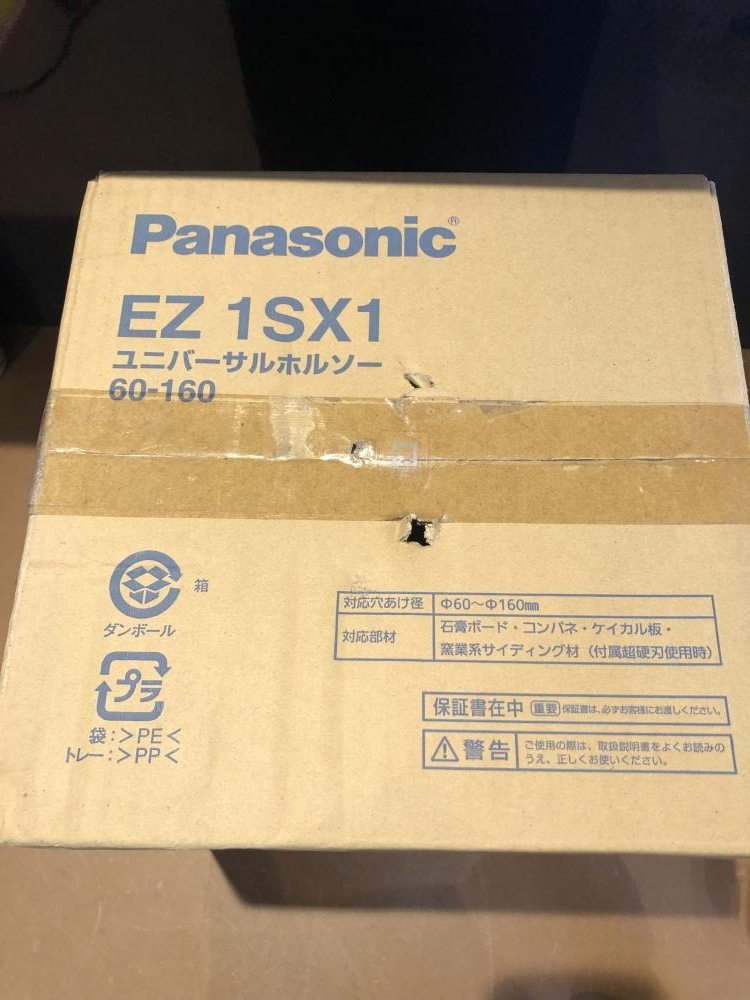 Panasonic®
EZ 1SX1
ユニバーサルホルソー
60-160
箱
ダンボール
プラ
袋:>PE<
トレー:>PP<
対応穴あけ径 Φ60～Φ160mm
対応部材 石膏ボード・コンパネ・ケイカル板・
窯業系サイディング材（付属超硬刃使用時）
保証書在中 重要 保証書は、必ずお客様にお渡しください。
警告 ご使用の際は、取扱説明書をよくお読みの
うえ、正しくお使いください。